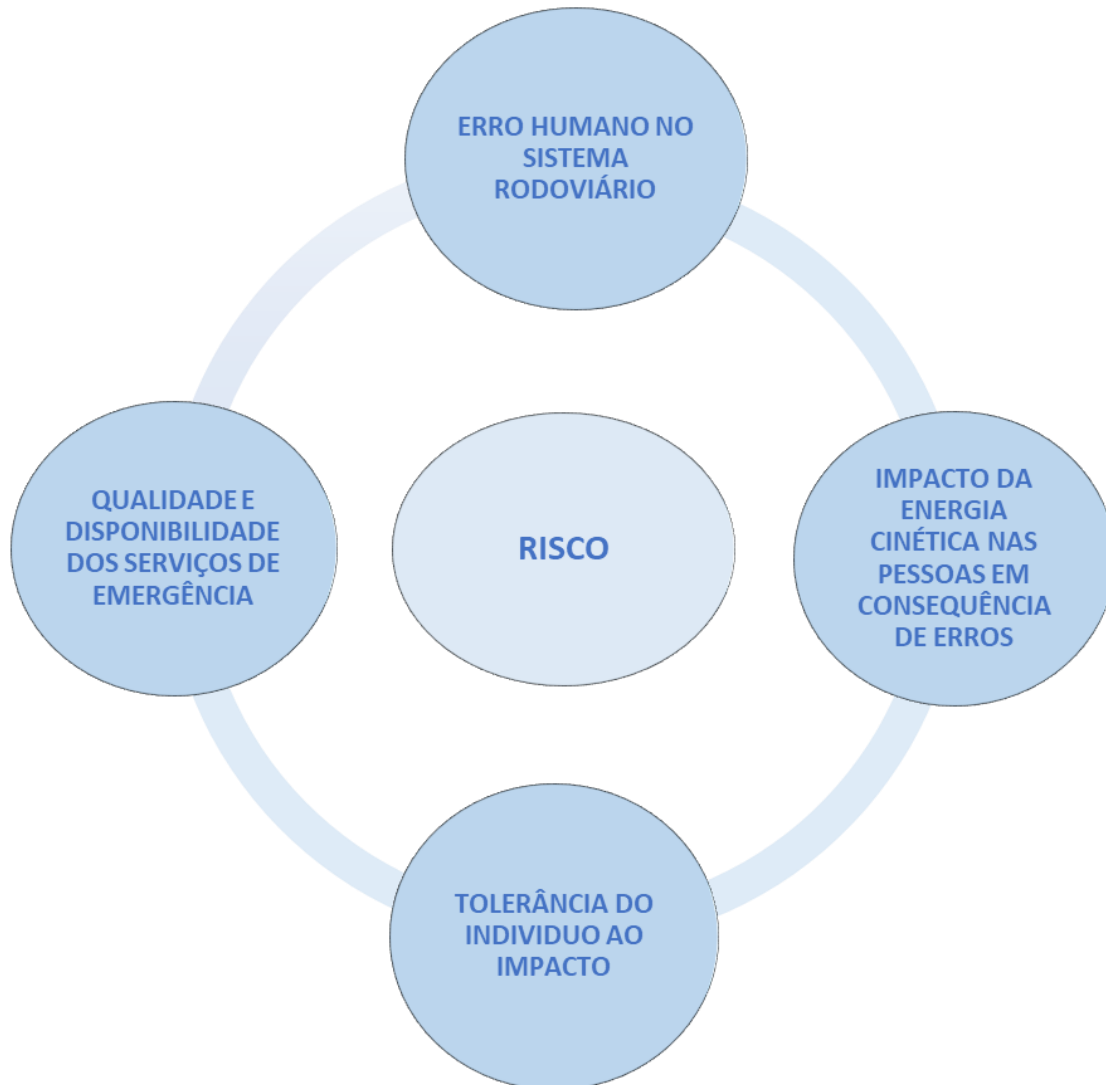 ERRO HUMANO NO
SISTEMA
RODOVIÁRIO
QUALIDADE E
DISPONIBILIDADE
DOS SERVIÇOS DE
EMERGÊNCIA
RISCO
IMPACTO DA
ENERGIA
CINÉTICA NAS
PESSOAS EM
CONSEQUÊNCIA
DE ERROS
TOLERÂNCIA DO
INDIVIDUO AO
IMPACTO